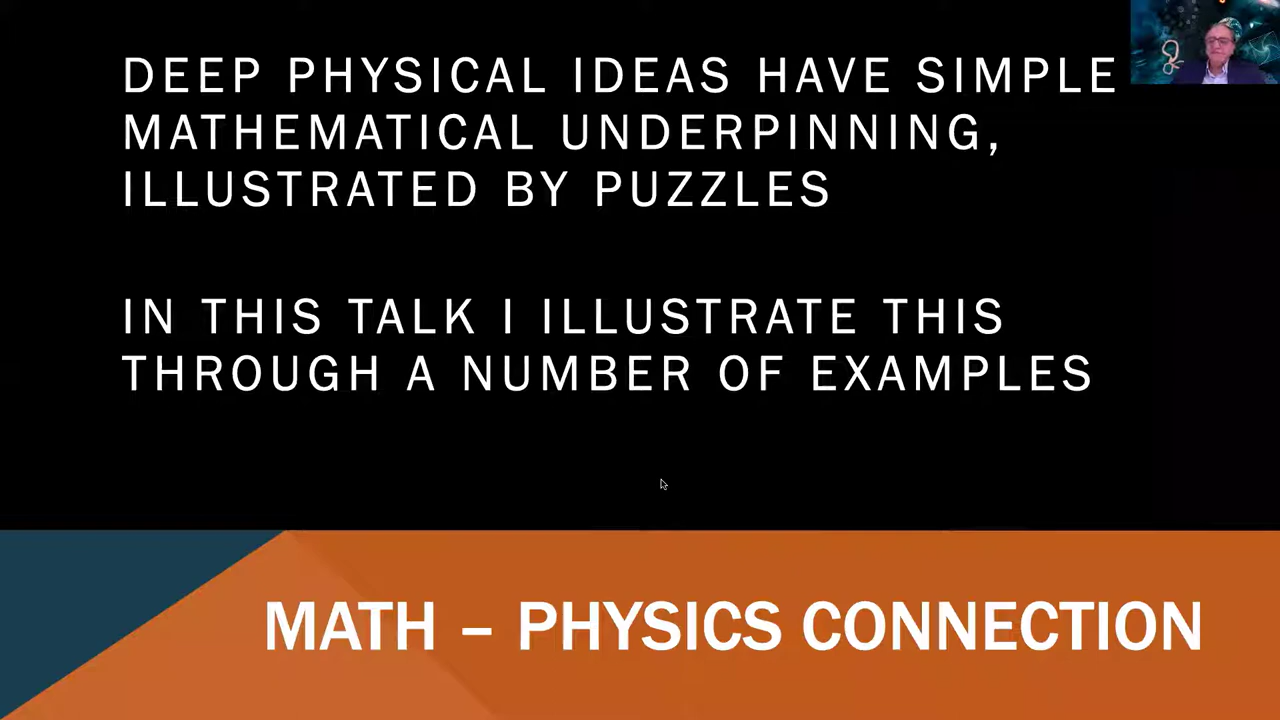 DEEP PHYSICAL IDEAS HAVE SIMPLE
MATHEMATICAL UNDERPINNING,
ILLUSTRATED BY PUZZLES
IN THIS TALK I ILLUSTRATE THIS
THROUGH A NUMBER OF EXAMPLES
MATH – PHYSICS CONNECTION